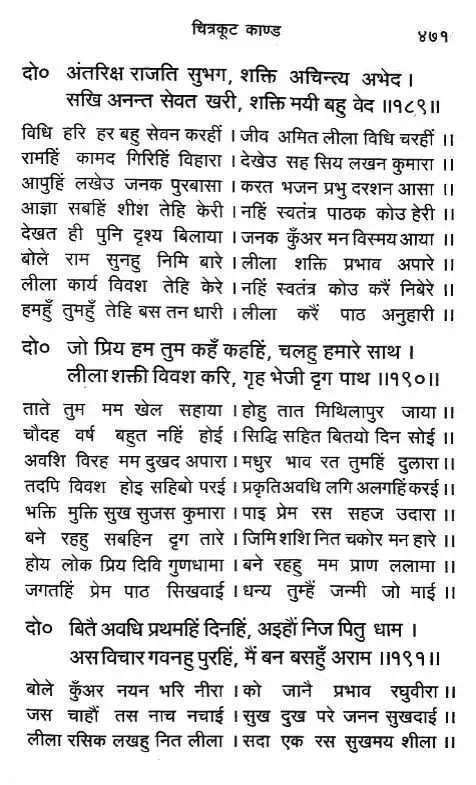 चित्रकूट काण्ड
४७१
दो० अंतरिक्ष राजति सुभग, शक्ति अचिन्त्य अभेद ।
सखि अनन्त सेवत खरी, शक्ति मयी बहु वेद ॥१८९॥
विधि हरि हर बहु सेवन करहीं । जीव अमित लीला विधि चरहीं ॥
रामहिं कामद गिरिहिं विहारा । देखेउ सह सिय लखन कुमारा ॥
आपुहिं लखेउ जनक पुरबासा । करत भजन प्रभु दरशन आसा ॥
आज्ञा सबहिं शीश तेहि केरी । नहिं स्वतंत्र पाठक कोउ हेरी ॥
देखत ही पुनि दृश्य बिलाया । जनक कुँअर मन विस्मय आया ॥
बोले राम सुनहु निमि बारे । लीला शक्ति प्रभाव अपारे ॥
लीला कार्य विवश तेहि केरे । नहिं स्वतंत्र कोउ करैं निबेरे ॥
हमहुँ तुमहुँ तेहि बस तन धारी । लीला करैं पाठ अनुहारी ॥
दो० जो प्रिय हम तुम कहँ कहहिं, चलहु हमारे साथ ।
लीला शक्ती विवश करि, गृह भेजी दृग पाथ ॥१९०॥
ताते तुम मम खेल सहाया । होहु तात मिथिलापुर जाया ॥
चौदह वर्ष बहुत नहिं होई । सिद्धि सहित बितयो दिन सोई ॥
अवशि विरह मम दुखद अपारा । मधुर भाव रत तुमहिं दुलारा ॥
तदपि विवश होइ सहिबो परई । प्रकृति अवधि लगि अलगहिं करई ॥
भक्ति मुक्ति सुख सुजस कुमारा । पाइ प्रेम रस सहज उदारा ॥
बने रहहु सबहिन दृग तारे । जिमि शशि नित चकोर मन हारे ॥
होय लोक प्रिय दिवि गुणधामा । बने रहहु मम प्राण ललामा ॥
जगतहिं प्रेम पाठ सिखवाई । धन्य तुम्हैं जन्मी जो माई ॥
दो० बितै अवधि प्रथमहिं दिनहिं, अइहौं निज पितु धाम ।
अस विचार गवनहु पुरहिं, मैं बन बसहुँ अराम ॥१९१॥
बोले कुँअर नयन भरि नीरा । को जानै प्रभाव रघुवीरा ॥
जस चाहौं तस नाच नचाई । सुख दुख परे जनन सुखदाई ॥
लीला रसिक लखहु नित लीला । सदा एक रस सुखमय शीला ॥